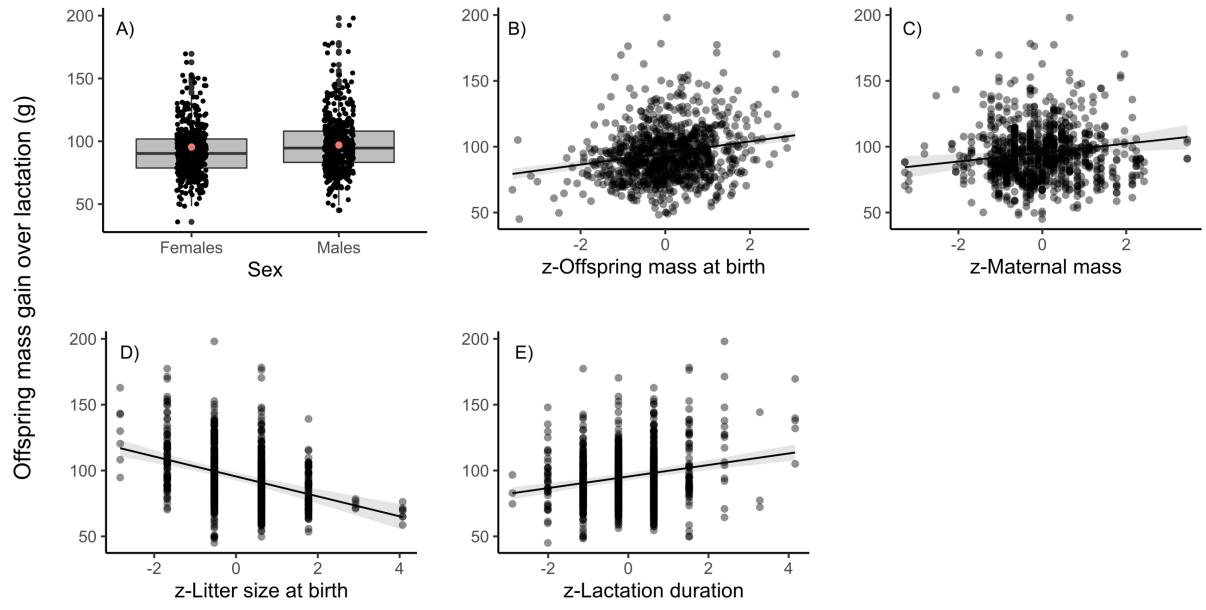 Offspring mass gain over lactation (g)
A)
200
150
100
50
Females
Males
Sex
B)
200
150
100
50
-2
0
2
z-Offspring mass at birth
C)
200
150
100
50
-2
0
2
z-Maternal mass
D)
200
150
100
50
-2
0
2
4
z-Litter size at birth
E)
200
150
100
50
-2
0
2
4
z-Lactation duration